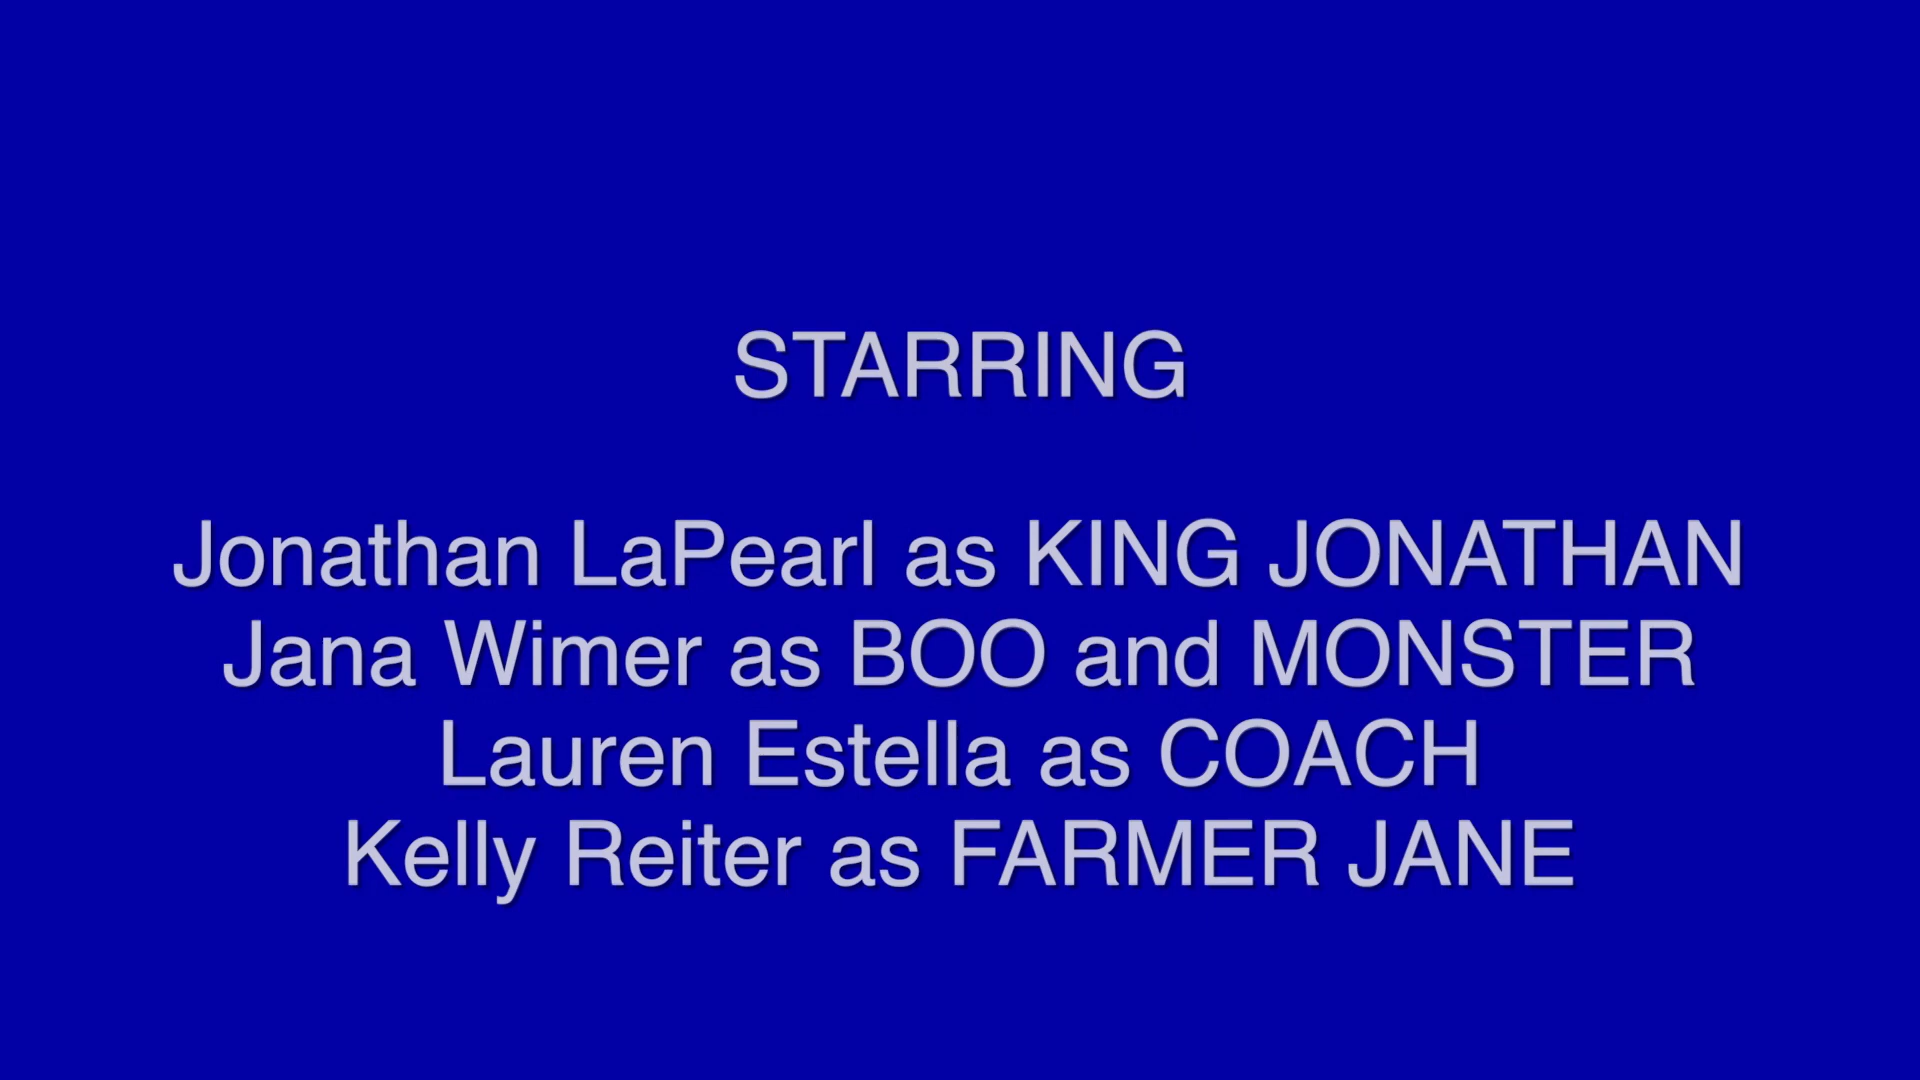 STARRING
Jonathan LaPearl as KING JONATHAN
Jana Wimer as BOO and MONSTER
Lauren Estella as COACH
Kelly Reiter as FARMER JANE